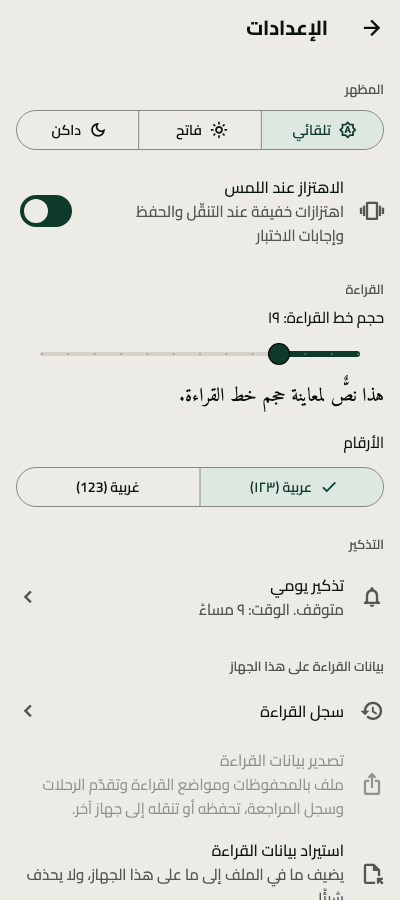 الإعدادات
المظهر
تلقائي
فاتح
داكن
الاهتزاز عند اللمس
اهتزازات خفيفة عند التنقّل والحفظ
وإجابات الاختبار
القراءة
حجم خط القراءة: ١٩
هذا نصٌّ لمعاينة حجم خط القراءة.
الأرقام
عربية (١٢٣)
غربية (123)
التذكير
تذكير يومي
متوقف. الوقت: ٩ مساءً
بيانات القراءة على هذا الجهاز
سجل القراءة
تصدير بيانات القراءة
ملف بالمحفوظات ومواضع القراءة وتقدّم الرحلات
وسجل المراجعة، تحفظه أو تنقله إلى جهاز آخر.
استيراد بيانات القراءة
يضيف ما في الملف إلى ما على هذا الجهاز، ولا يحذف